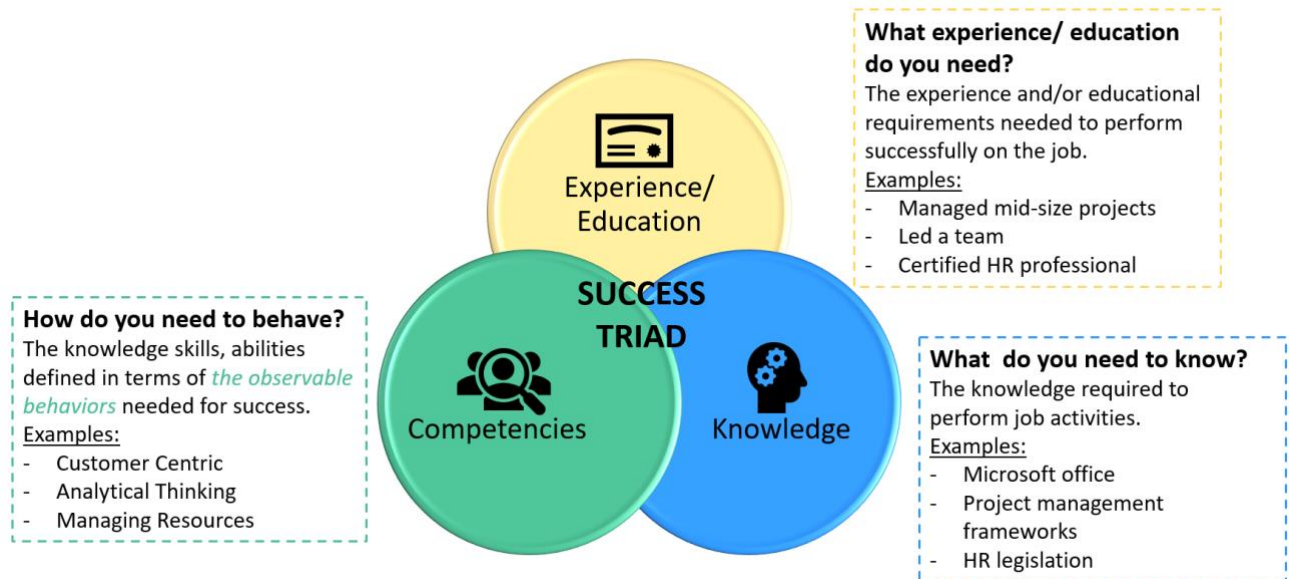 What experience/ education
do you need?
The experience and/or educational
requirements needed to perform
successfully on the job.
Examples:
- Managed mid-size projects
- Led a team
- Certified HR professional
Experience/
Education
SUCCESS
TRIAD
Competencies
Knowledge
How do you need to behave?
The knowledge skills, abilities
defined in terms of the observable
behaviors needed for success.
Examples:
- Customer Centric
- Analytical Thinking
- Managing Resources
What do you need to know?
The knowledge required to
perform job activities.
Examples:
- Microsoft office
- Project management
frameworks
- HR legislation